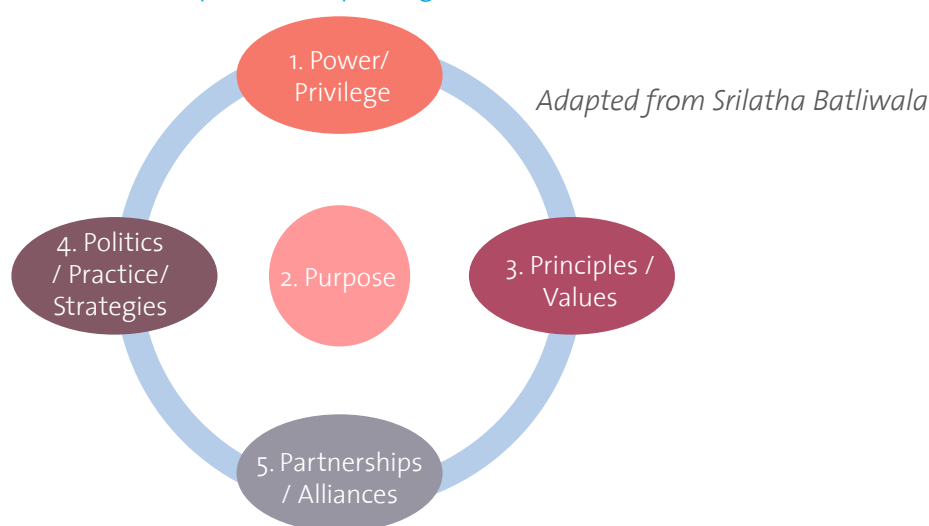 1. Power/
Privilege
Adapted from Srilatha Batliwala
4. Politics
/ Practice/
Strategies
2. Purpose
3. Principles /
Values
5. Partnerships
/ Alliances